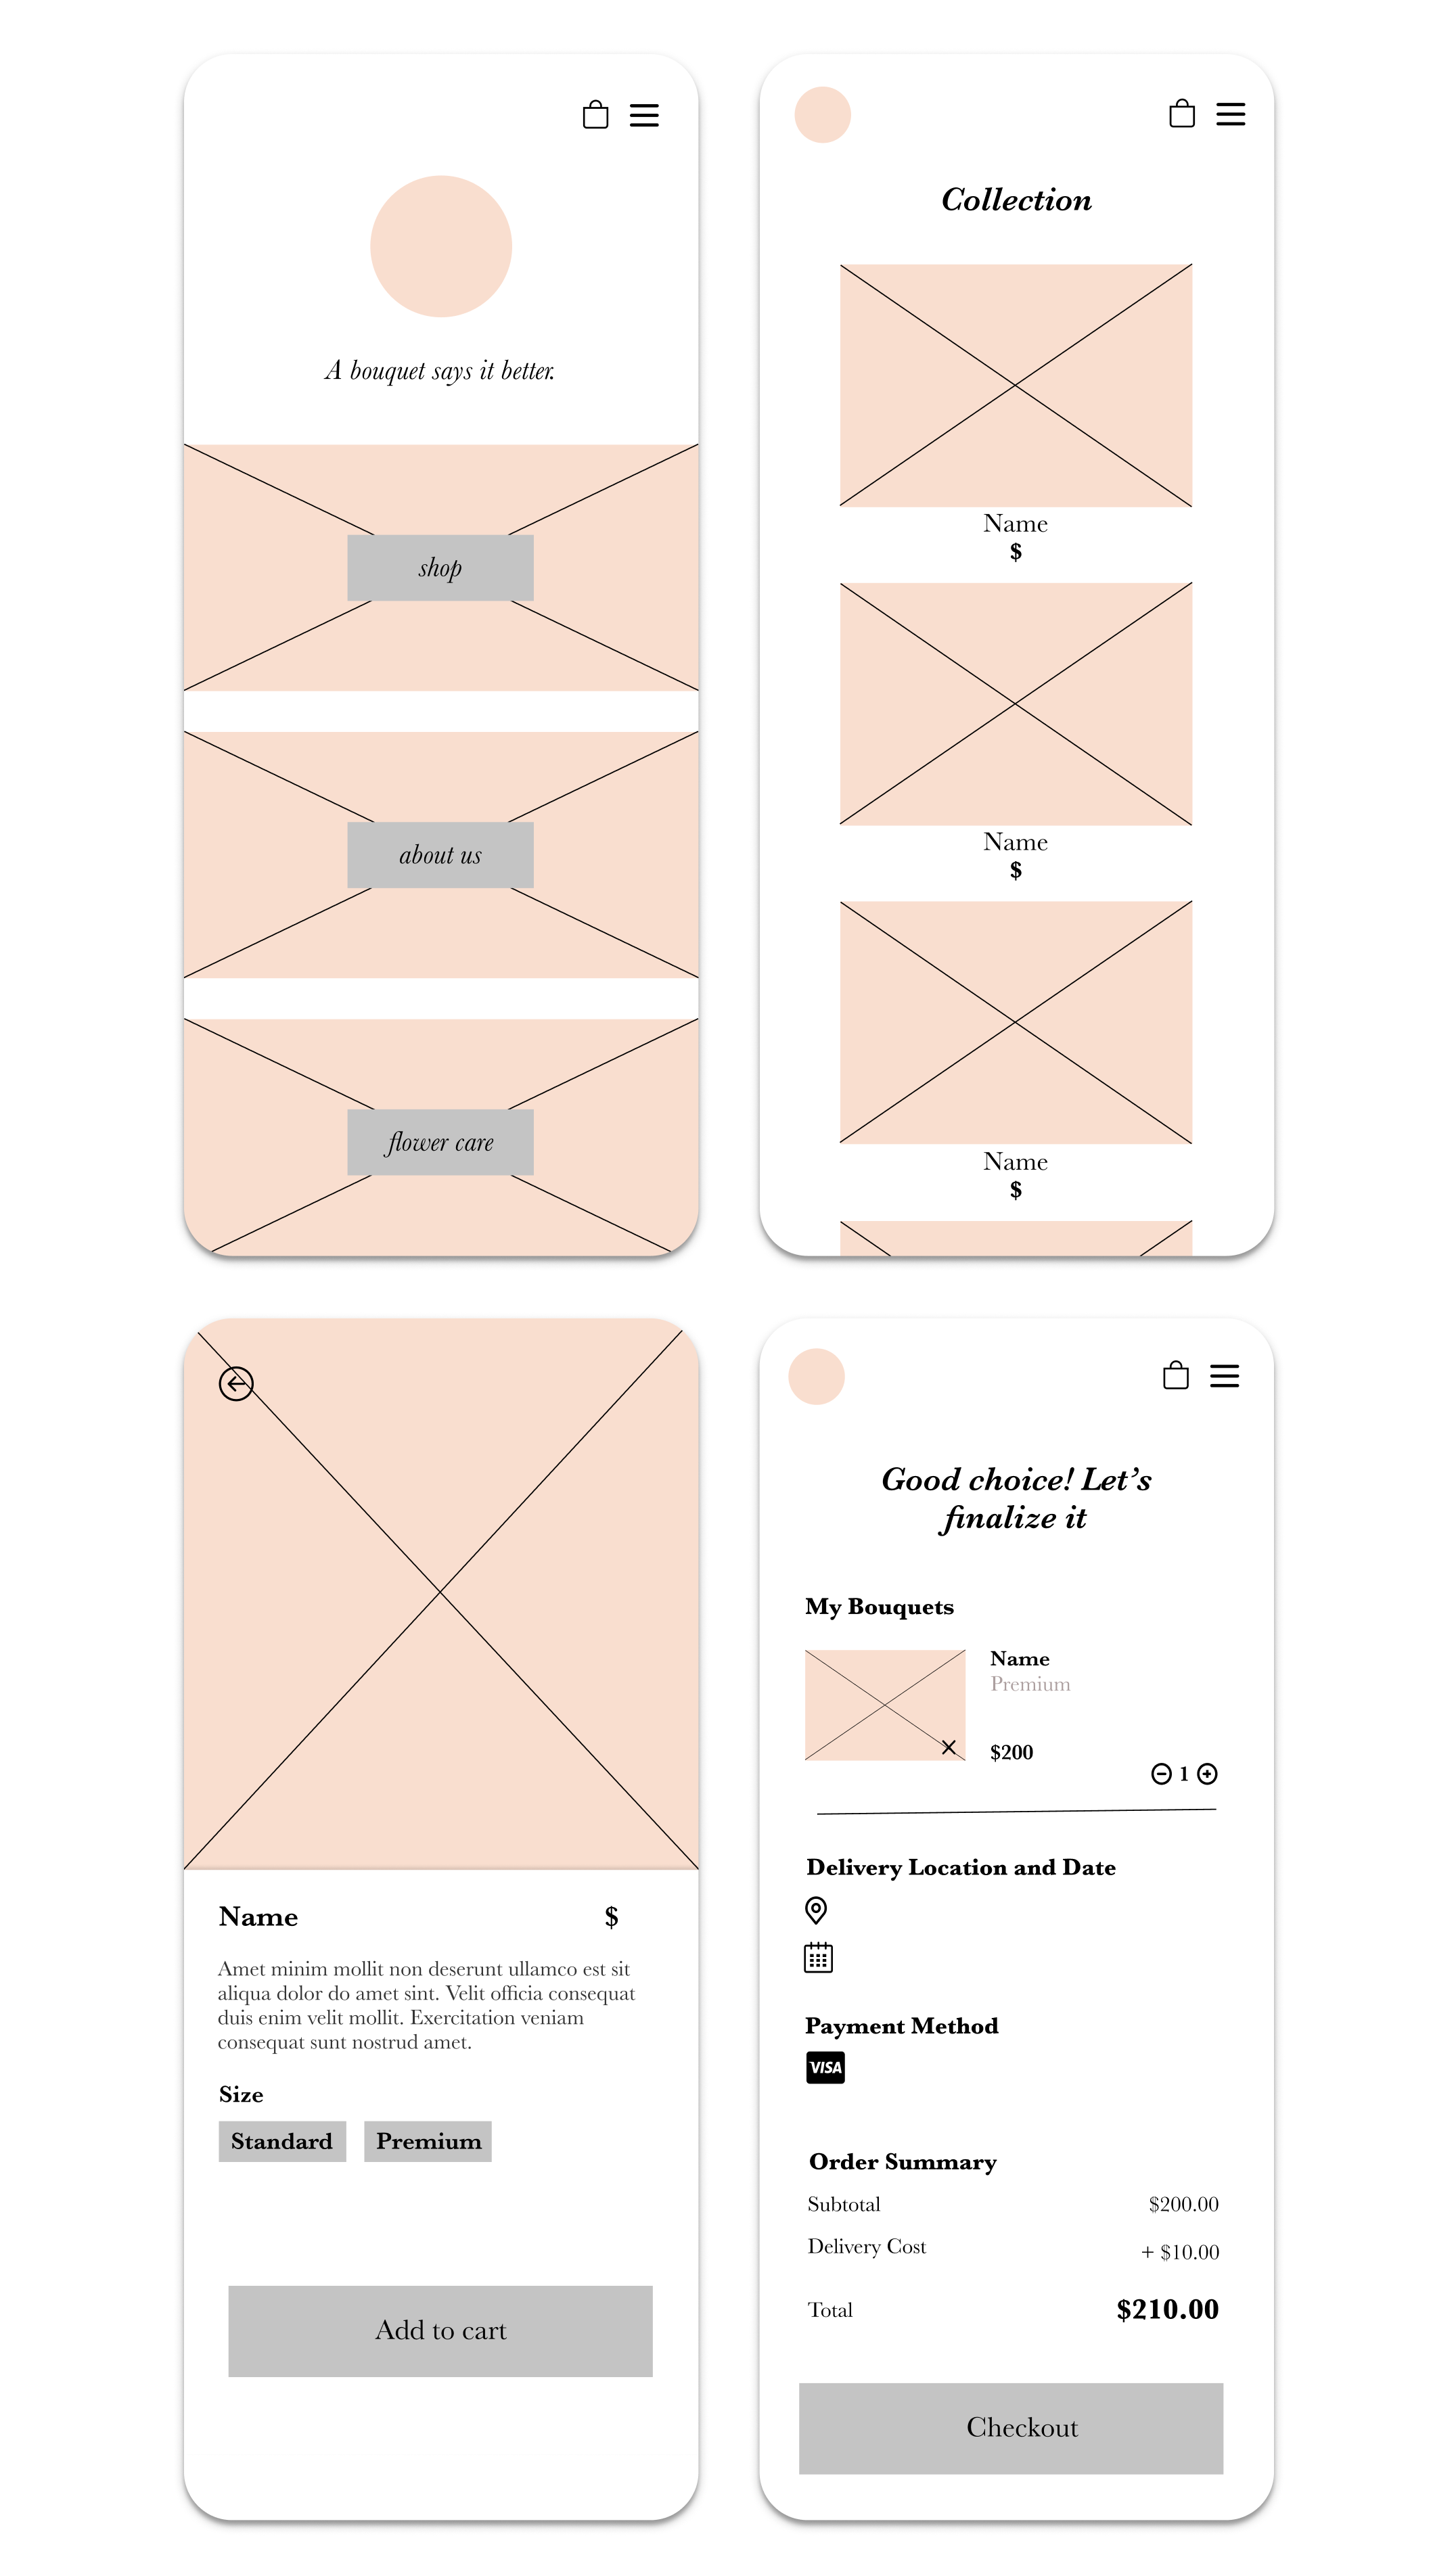 A bouquet says it better.
shop
about us
flower care
Collection
Name
$
Name
$
Name
$
Name $
Amet minim mollit non deserunt ullamco est sit
aliqua dolor do amet sint. Velit officia consequat
duis enim velit mollit. Exercitation veniam
consequat sunt nostrud amet.
Size
Standard Premium
Add to cart
Good choice! Let’s
finalize it
My Bouquets
Name
Premium
$200
1
Delivery Location and Date
Payment Method
VISA
Order Summary
Subtotal $200.00
Delivery Cost + $10.00
Total $210.00
Checkout